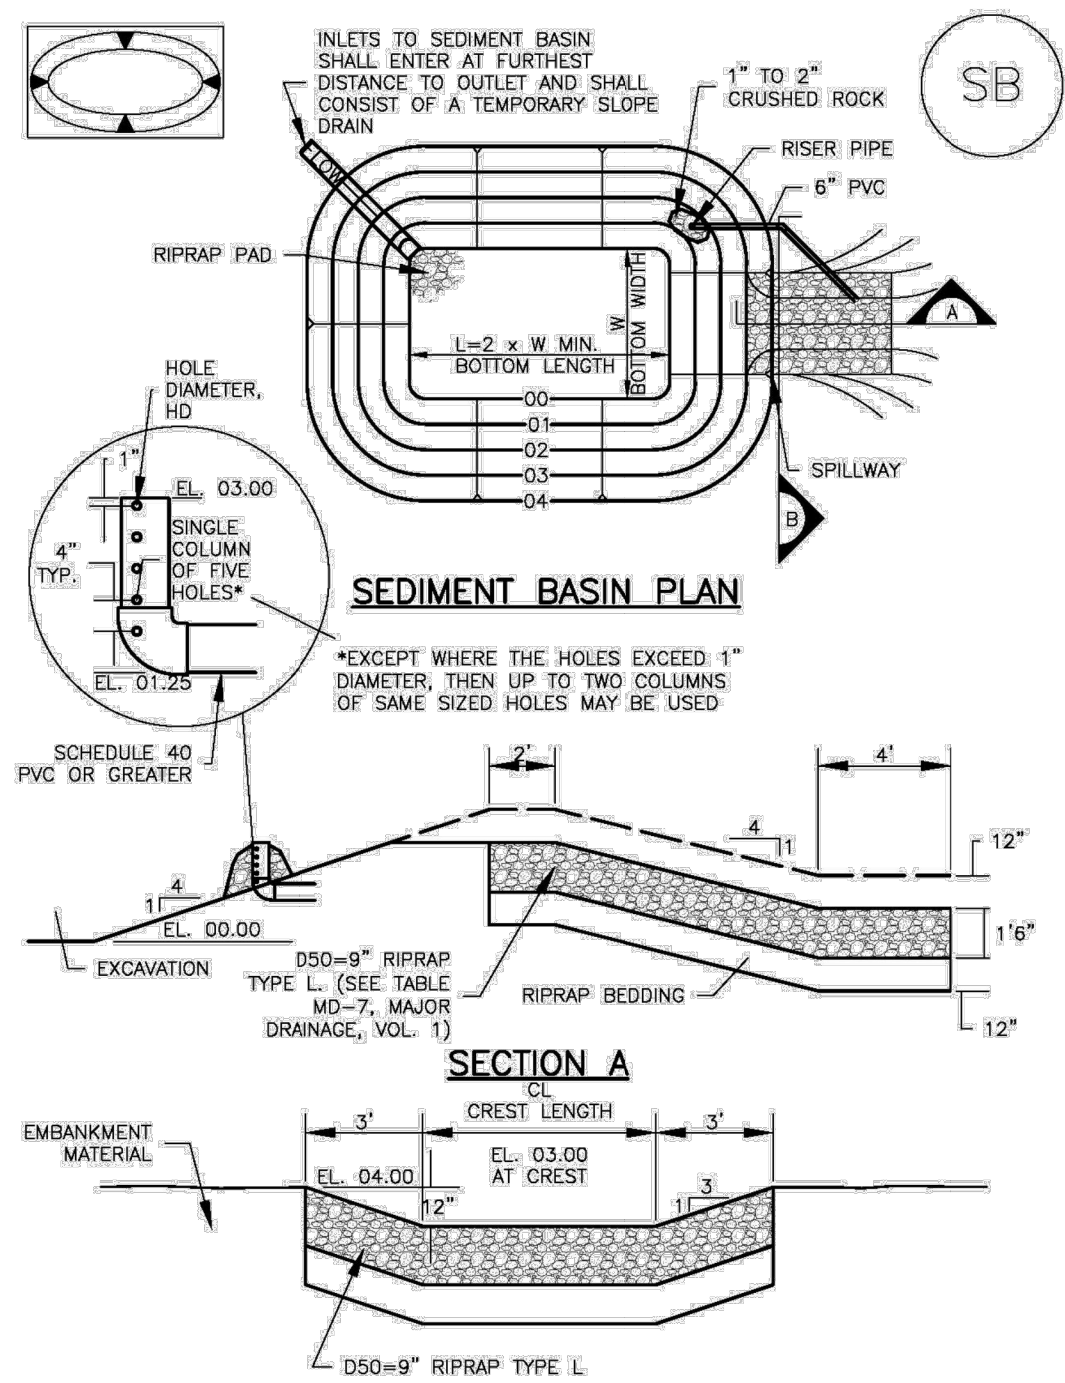 INLETS TO SEDIMENT BASIN
SHALL ENTER AT FURTHEST
DISTANCE TO OUTLET AND SHALL
CONSIST OF A TEMPORARY SLOPE
DRAIN
1" TO 2"
CRUSHED ROCK
SB
RISER PIPE
6" PVC
FLOW
RIPRAP PAD
W
BOTTOM WIDTH
L=2 x W MIN.
BOTTOM LENGTH
A
00
01
02
03
04
SPILLWAY
B
HOLE
DIAMETER,
HD
1"
EL. 03.00
SINGLE
COLUMN
OF FIVE
HOLES*
4"
TYP.
EL. 01.25
SEDIMENT BASIN PLAN
*EXCEPT WHERE THE HOLES EXCEED 1"
DIAMETER, THEN UP TO TWO COLUMNS
OF SAME SIZED HOLES MAY BE USED
SCHEDULE 40
PVC OR GREATER
2'
4'
4
1
12"
4
1
EL. 00.00
EXCAVATION
1'6"
D50=9" RIPRAP
TYPE L. (SEE TABLE
MD-7, MAJOR
DRAINAGE, VOL. 1)
RIPRAP BEDDING
12"
SECTION A
CL
CREST LENGTH
3'
3'
EMBANKMENT
MATERIAL
EL. 04.00
EL. 03.00
AT CREST
12"
3
1
D50=9" RIPRAP TYPE L